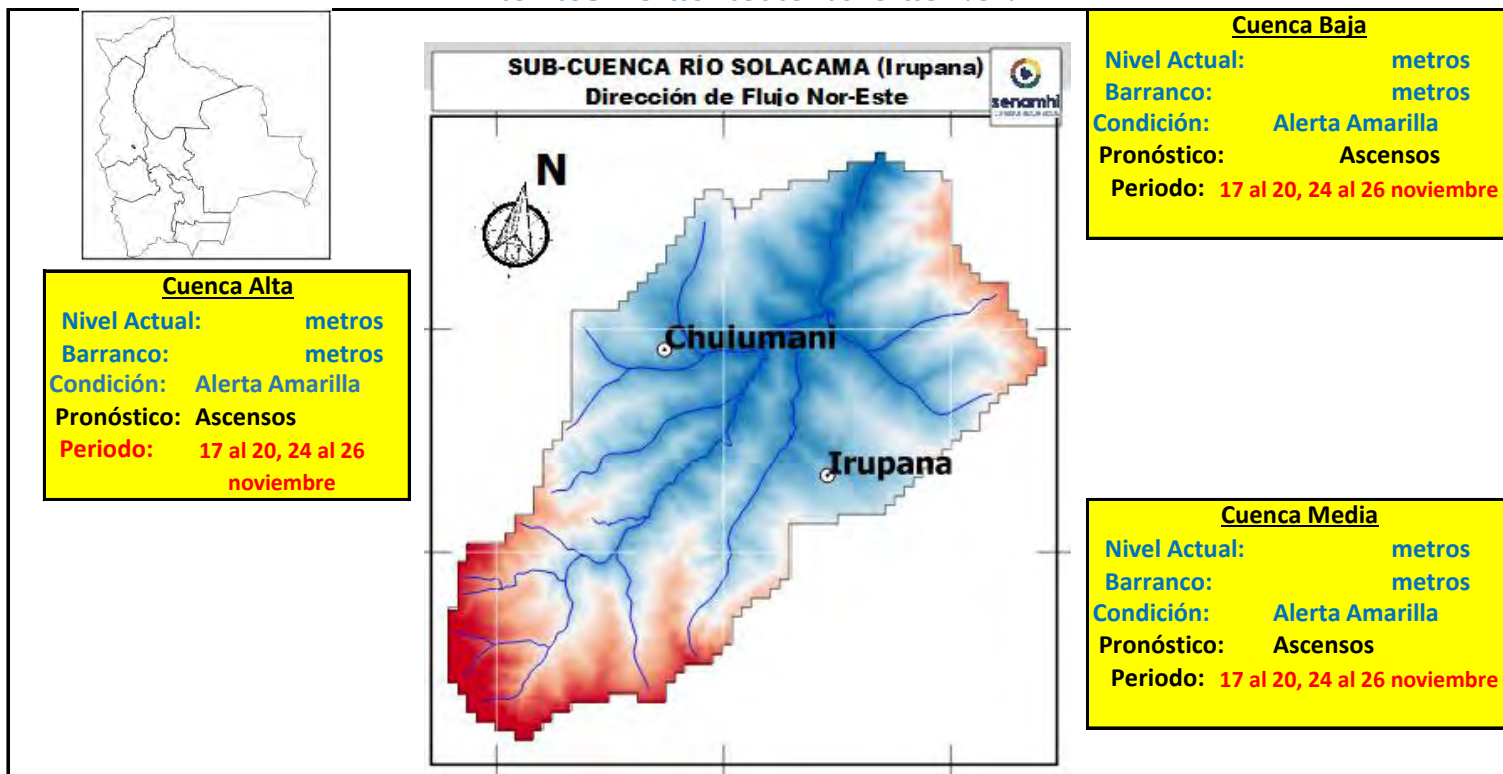 SUB-CUENCA RÍO SOLACAMA (Irupana)
Dirección de Flujo Nor-Este
senamhi
N
Chulumani
Irupana
Cuenca Alta
Nivel Actual: metros
Barranco: metros
Condición: Alerta Amarilla
Pronóstico: Ascensos
Periodo: 17 al 20, 24 al 26
noviembre
Cuenca Baja
Nivel Actual: metros
Barranco: metros
Condición: Alerta Amarilla
Pronóstico: Ascensos
Periodo: 17 al 20, 24 al 26 noviembre
Cuenca Media
Nivel Actual: metros
Barranco: metros
Condición: Alerta Amarilla
Pronóstico: Ascensos
Periodo: 17 al 20, 24 al 26 noviembre